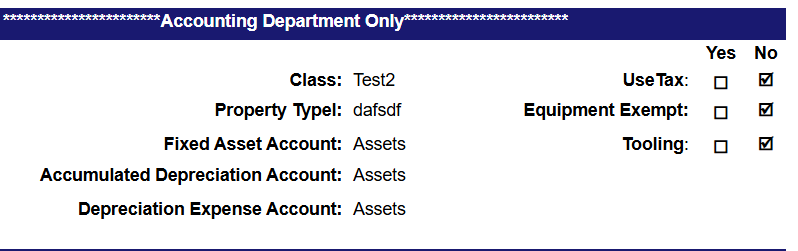 ***********************Accounting Department Only************************
Yes No
Class: Test2 UseTax: ☐ ☑
Property Typel: dafsdf Equipment Exempt: ☐ ☑
Fixed Asset Account: Assets Tooling: ☐ ☑
Accumulated Depreciation Account: Assets
Depreciation Expense Account: Assets